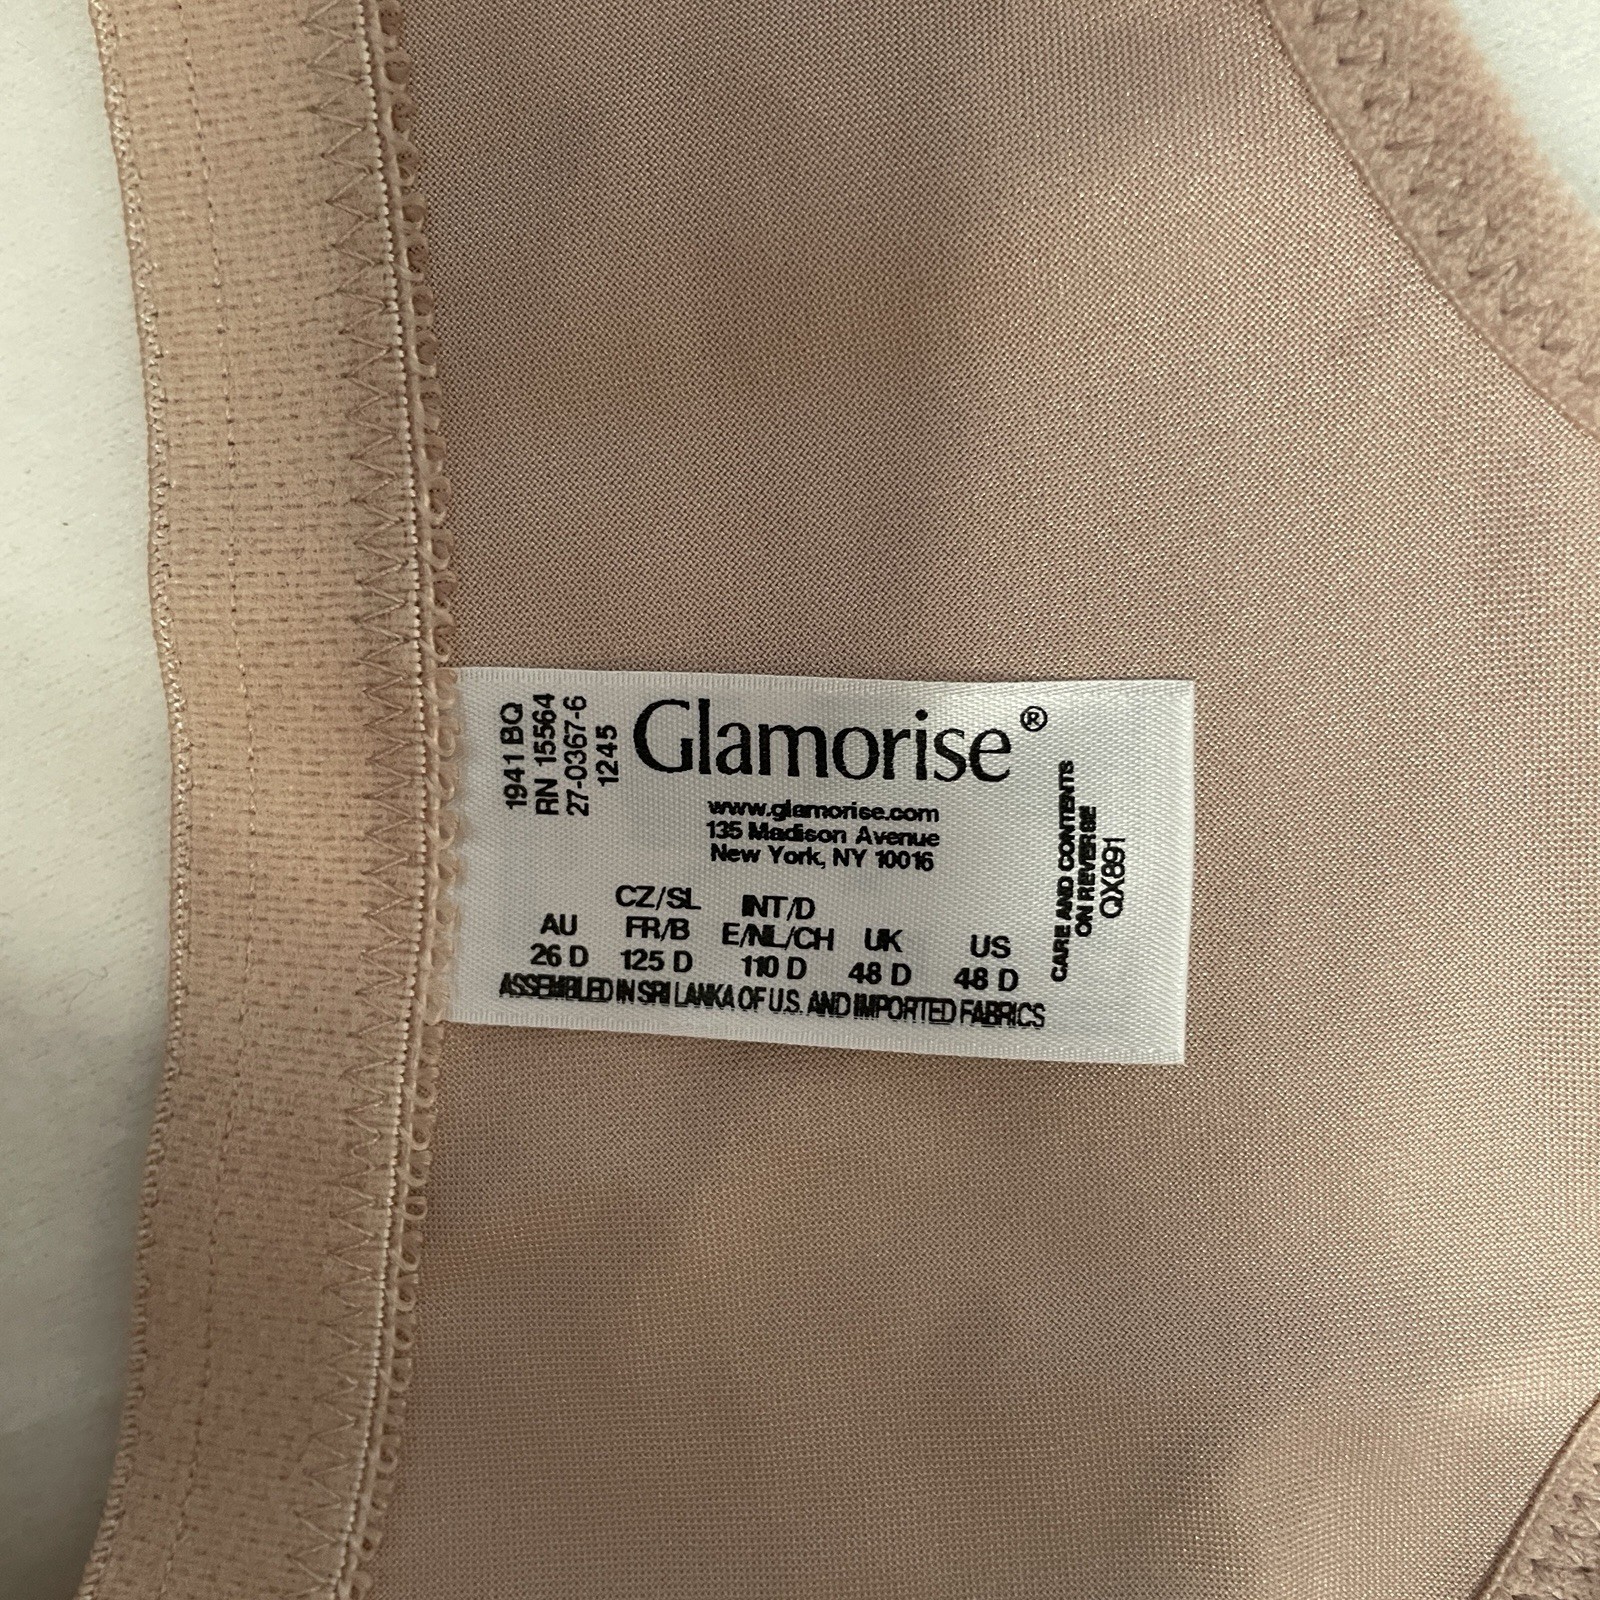 1941 BQ
RN 15564
27-0367-6
1245
Glamorise®
www.glamorise.com
135 Madison Avenue
New York, NY 10016
CZ/SL INT/D
AU FR/B E/NL/CH UK US
26 D 125 D 110 D 48 D 48 D
ASSEMBLED IN SRI LANKA OF U.S. AND IMPORTED FABRICS
CARE AND CONTENTS
ON REVERSE
QX891